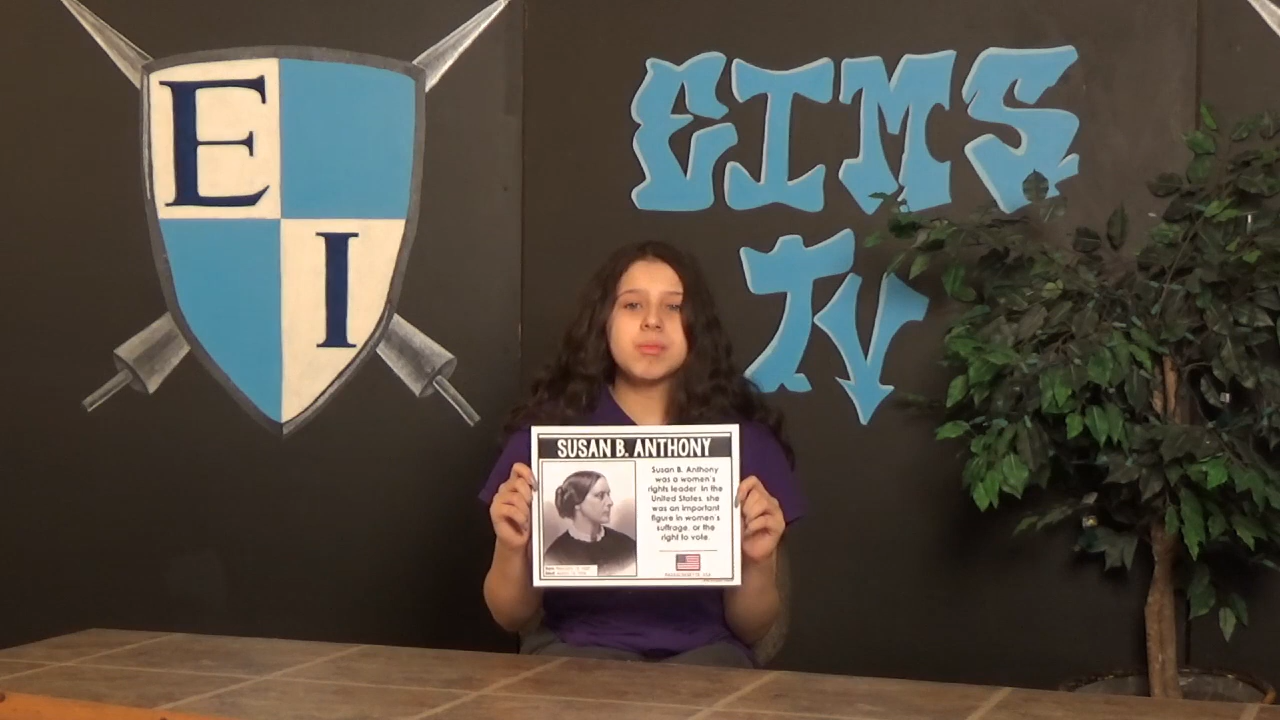 E
I
EIMS
TV
SUSAN B. ANTHONY
Susan B. Anthony
was a women's
rights leader. In the
United States, she
was an important
figure in women's
suffrage, or the
right to vote.